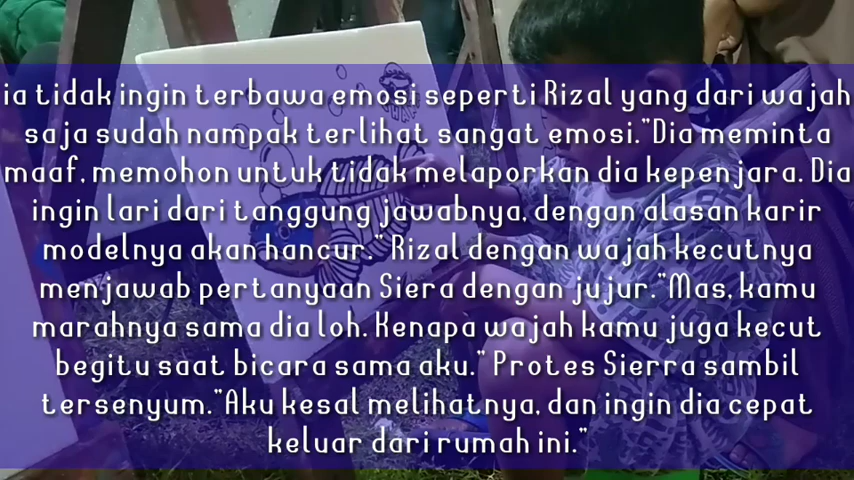 ia tidak ingin terbawa emosi seperti Rizal yang dari wajah
saja sudah nampak terlihat sangat emosi."Dia meminta
maaf, memohon untuk tidak melaporkan dia kepenjara. Dia
ingin lari dari tanggung jawabnya, dengan alasan karir
modelnya akan hancur." Rizal dengan wajah kecutnya
menjawab pertanyaan Siera dengan jujur."Mas, kamu
marahnya sama dia loh. Kenapa wajah kamu juga kecut
begitu saat bicara sama aku." Protes Sierra sambil
tersenyum."Aku kesal melihatnya, dan ingin dia cepat
keluar dari rumah ini."